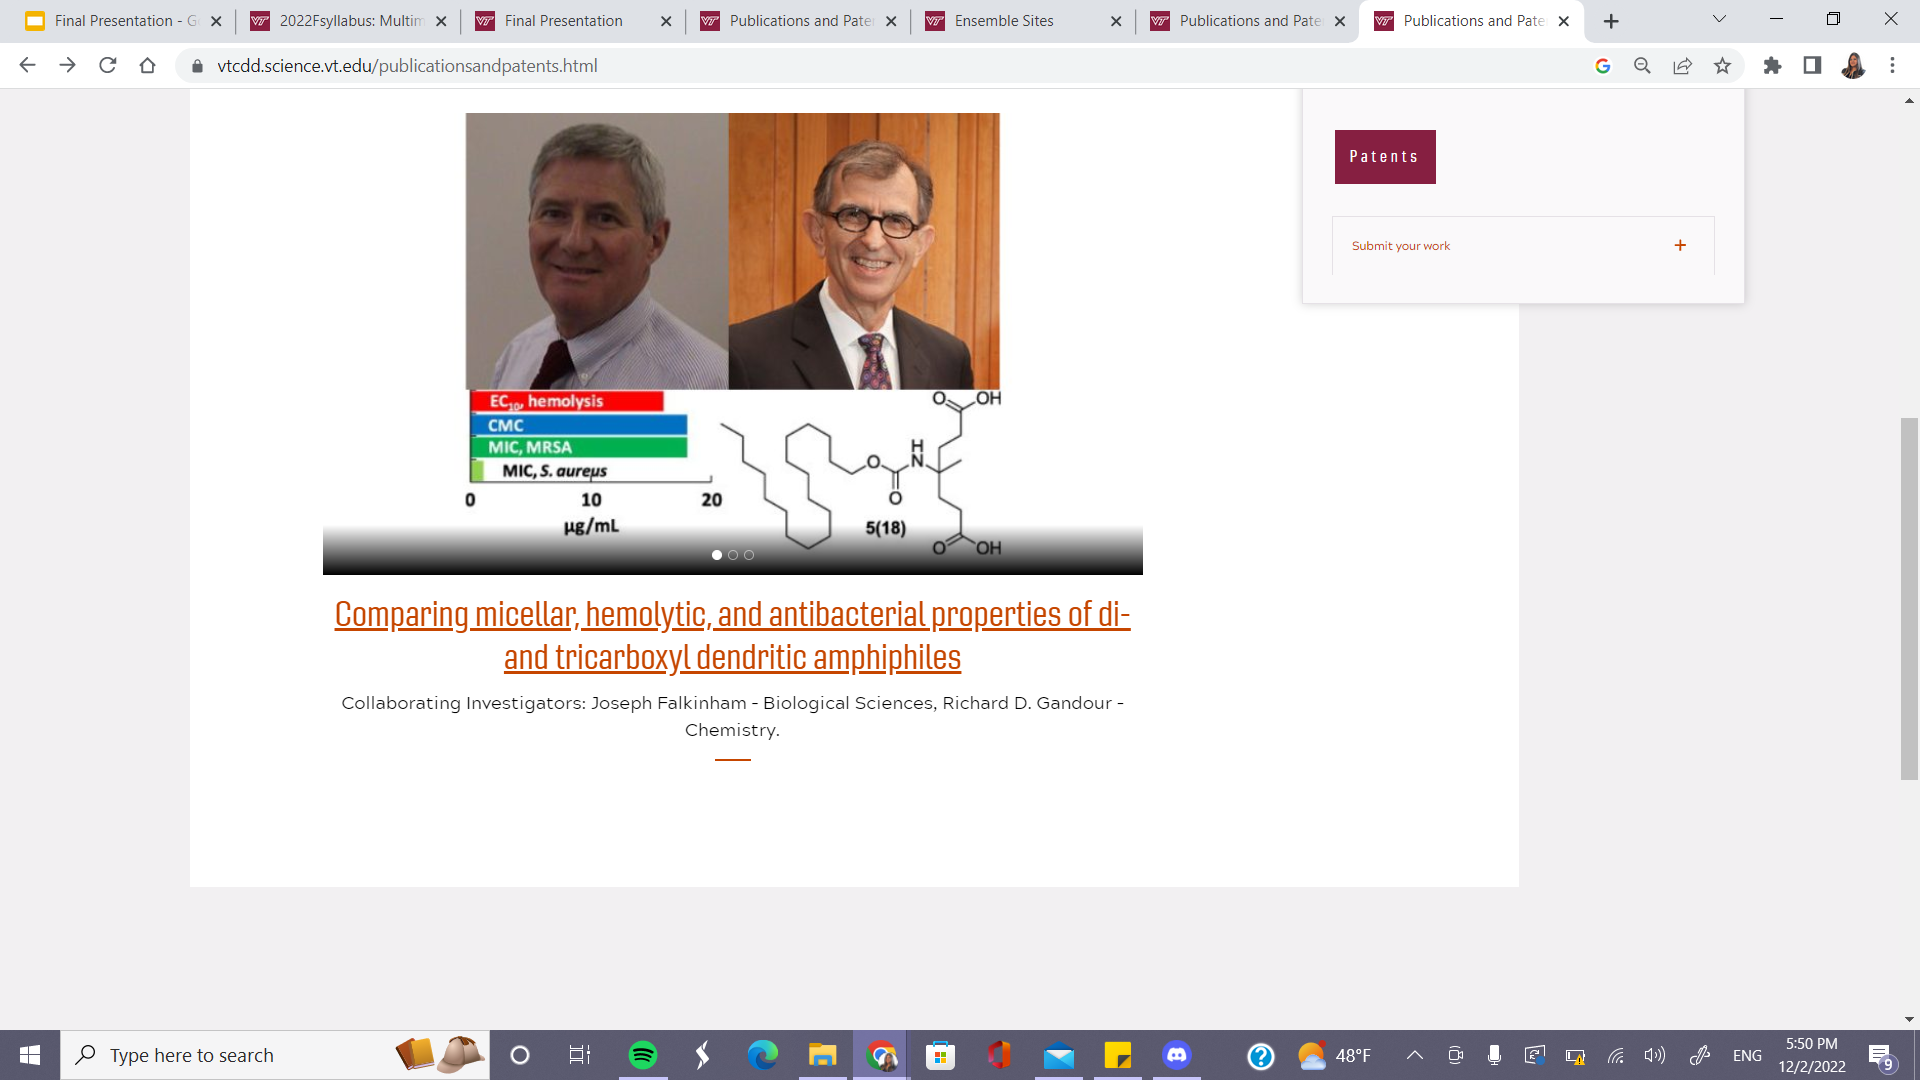 Final Presentation - G
2022Fsyllabus: Multim
Final Presentation
Publications and Pate
Ensemble Sites
Publications and Pate
Publications and Pate
vtcdd.science.vt.edu/publicationsandpatents.html
Patents
Submit your work
EC10, hemolysis
CMC
MIC, MRSA
MIC, S. aureus
0 10 20
µg/mL
O OH
H
O N
O
5(18)
O OH
Comparing micellar, hemolytic, and antibacterial properties of di-
and tricarboxyl dendritic amphiphiles
Collaborating Investigators: Joseph Falkinham - Biological Sciences, Richard D. Gandour -
Chemistry.
Type here to search
48°F
ENG
5:50 PM
12/2/2022
9